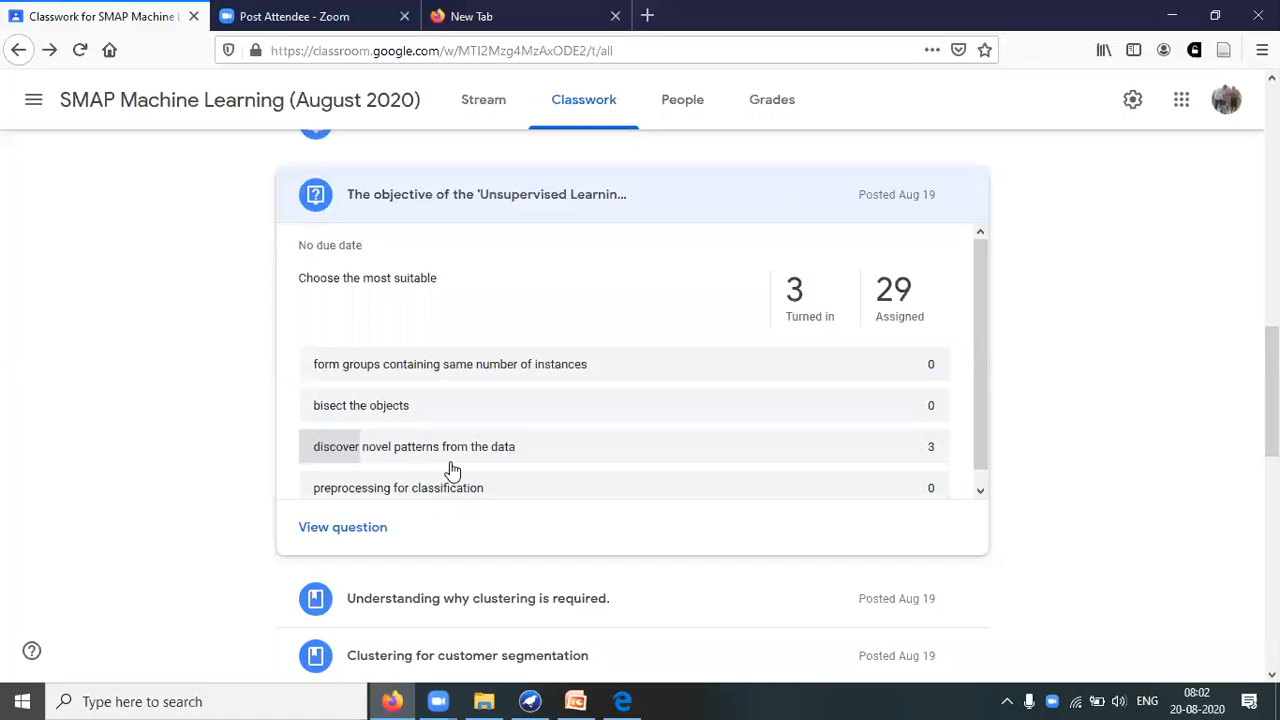 Classwork for SMAP Machine L
Post Attendee - Zoom
New Tab
https://classroom.google.com/w/MTI2Mzg4MzAxODE2/t/all
SMAP Machine Learning (August 2020)
Stream
Classwork
People
Grades
The objective of the 'Unsupervised Learnin...
Posted Aug 19
No due date
Choose the most suitable
3
Turned in
29
Assigned
form groups containing same number of instances 0
bisect the objects 0
discover novel patterns from the data 3
preprocessing for classification 0
View question
Understanding why clustering is required.
Posted Aug 19
Clustering for customer segmentation
Posted Aug 19
Type here to search
ENG
08:02
20-08-2020